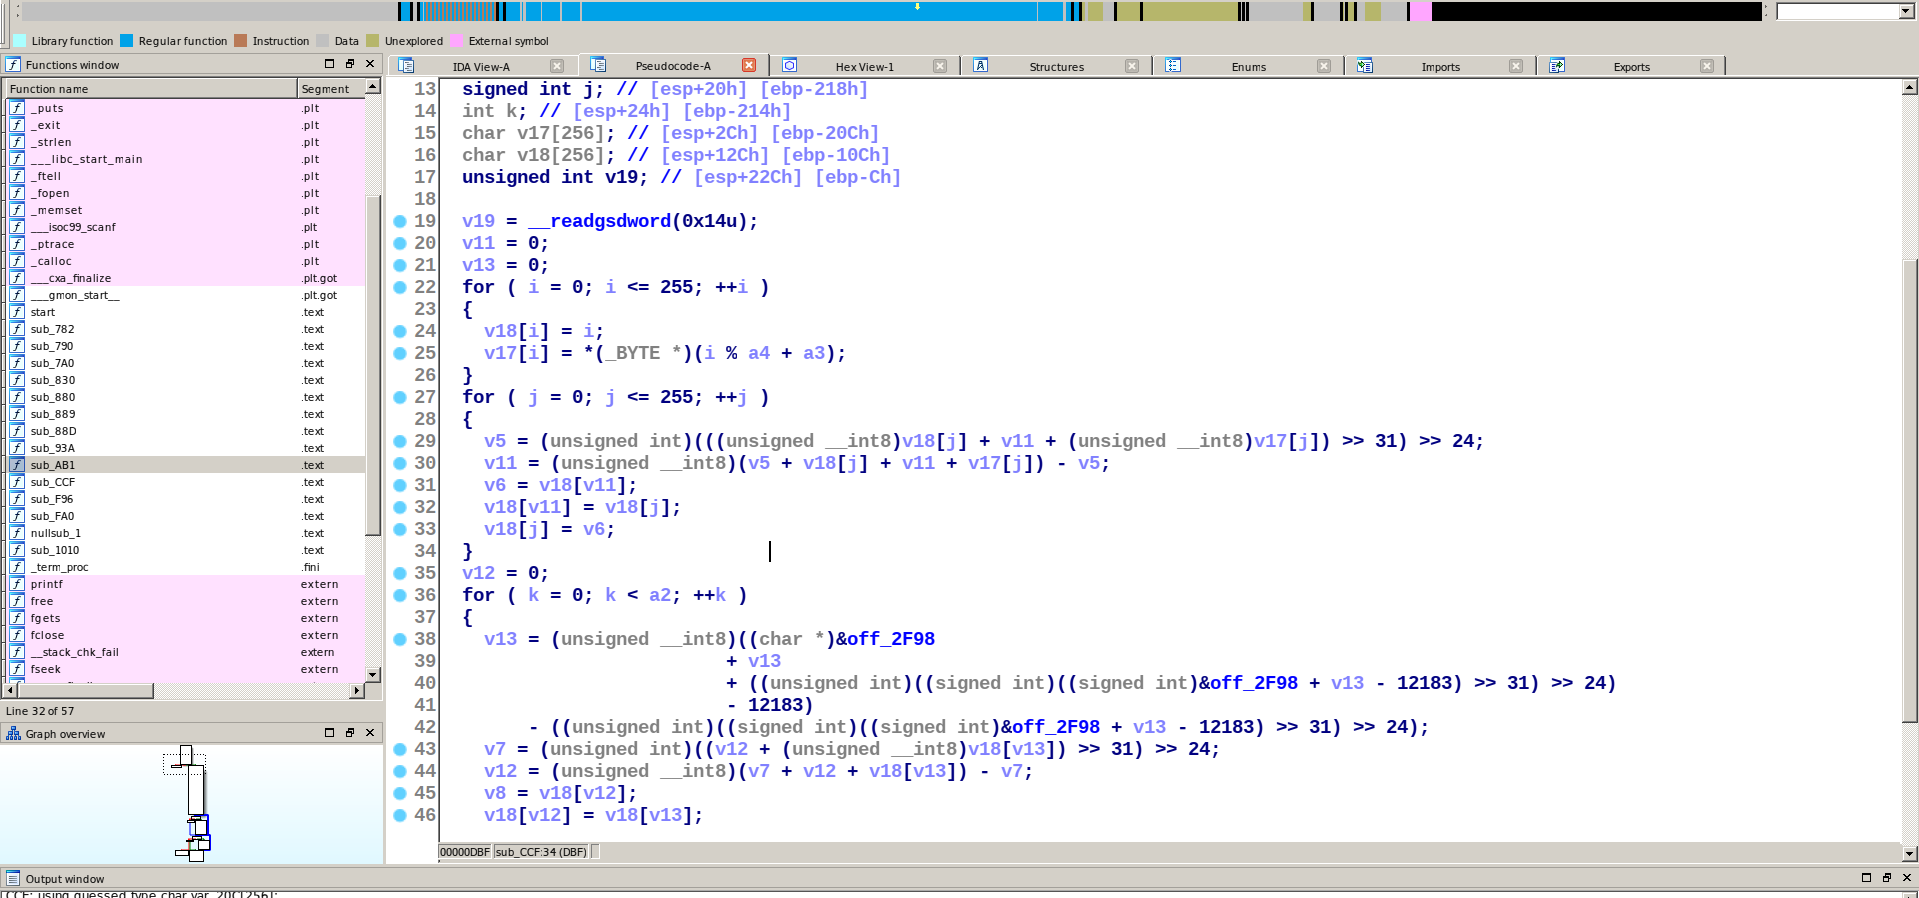 Library function Regular function Instruction Data Unexplored External symbol
Functions window
IDA View-A Pseudocode-A Hex View-1 Structures Enums Imports Exports
Function name Segment
_puts .plt
_exit .plt
_strlen .plt
___libc_start_main .plt
_ftell .plt
_fopen .plt
_memset .plt
___isoc99_scanf .plt
_ptrace .plt
_calloc .plt
___cxa_finalize .plt.got
___gmon_start__ .plt.got
start .text
sub_782 .text
sub_790 .text
sub_7A0 .text
sub_830 .text
sub_880 .text
sub_889 .text
sub_88D .text
sub_93A .text
sub_AB1 .text
sub_CCF .text
sub_F96 .text
sub_FA0 .text
nullsub_1 .text
sub_1010 .text
_term_proc .fini
printf extern
free extern
fgets extern
fclose extern
__stack_chk_fail extern
fseek extern
Line 32 of 57
Graph overview
13 signed int j; // [esp+20h] [ebp-218h]
14 int k; // [esp+24h] [ebp-214h]
15 char v17[256]; // [esp+2Ch] [ebp-20Ch]
16 char v18[256]; // [esp+12Ch] [ebp-10Ch]
17 unsigned int v19; // [esp+22Ch] [ebp-Ch]
18
19 v19 = __readgsdword(0x14u);
20 v11 = 0;
21 v13 = 0;
22 for ( i = 0; i <= 255; ++i )
23 {
24 v18[i] = i;
25 v17[i] = *(_BYTE *)(i % a4 + a3);
26 }
27 for ( j = 0; j <= 255; ++j )
28 {
29 v5 = (unsigned int)(((unsigned __int8)v18[j] + v11 + (unsigned __int8)v17[j]) >> 31) >> 24;
30 v11 = (unsigned __int8)(v5 + v18[j] + v11 + v17[j]) - v5;
31 v6 = v18[v11];
32 v18[v11] = v18[j];
33 v18[j] = v6;
34 }
35 v12 = 0;
36 for ( k = 0; k < a2; ++k )
37 {
38 v13 = (unsigned __int8)((char *)&off_2F98
39 + v13
40 + ((unsigned int)((signed int)((signed int)&off_2F98 + v13 - 12183) >> 31) >> 24)
41 - 12183)
42 - ((unsigned int)((signed int)((signed int)&off_2F98 + v13 - 12183) >> 31) >> 24);
43 v7 = (unsigned int)((v12 + (unsigned __int8)v18[v13]) >> 31) >> 24;
44 v12 = (unsigned __int8)(v7 + v12 + v18[v13]) - v7;
45 v8 = v18[v12];
46 v18[v12] = v18[v13];
00000DBF sub_CCF:34 (DBF)
Output window
CCF: using guessed type char var_20C[256];